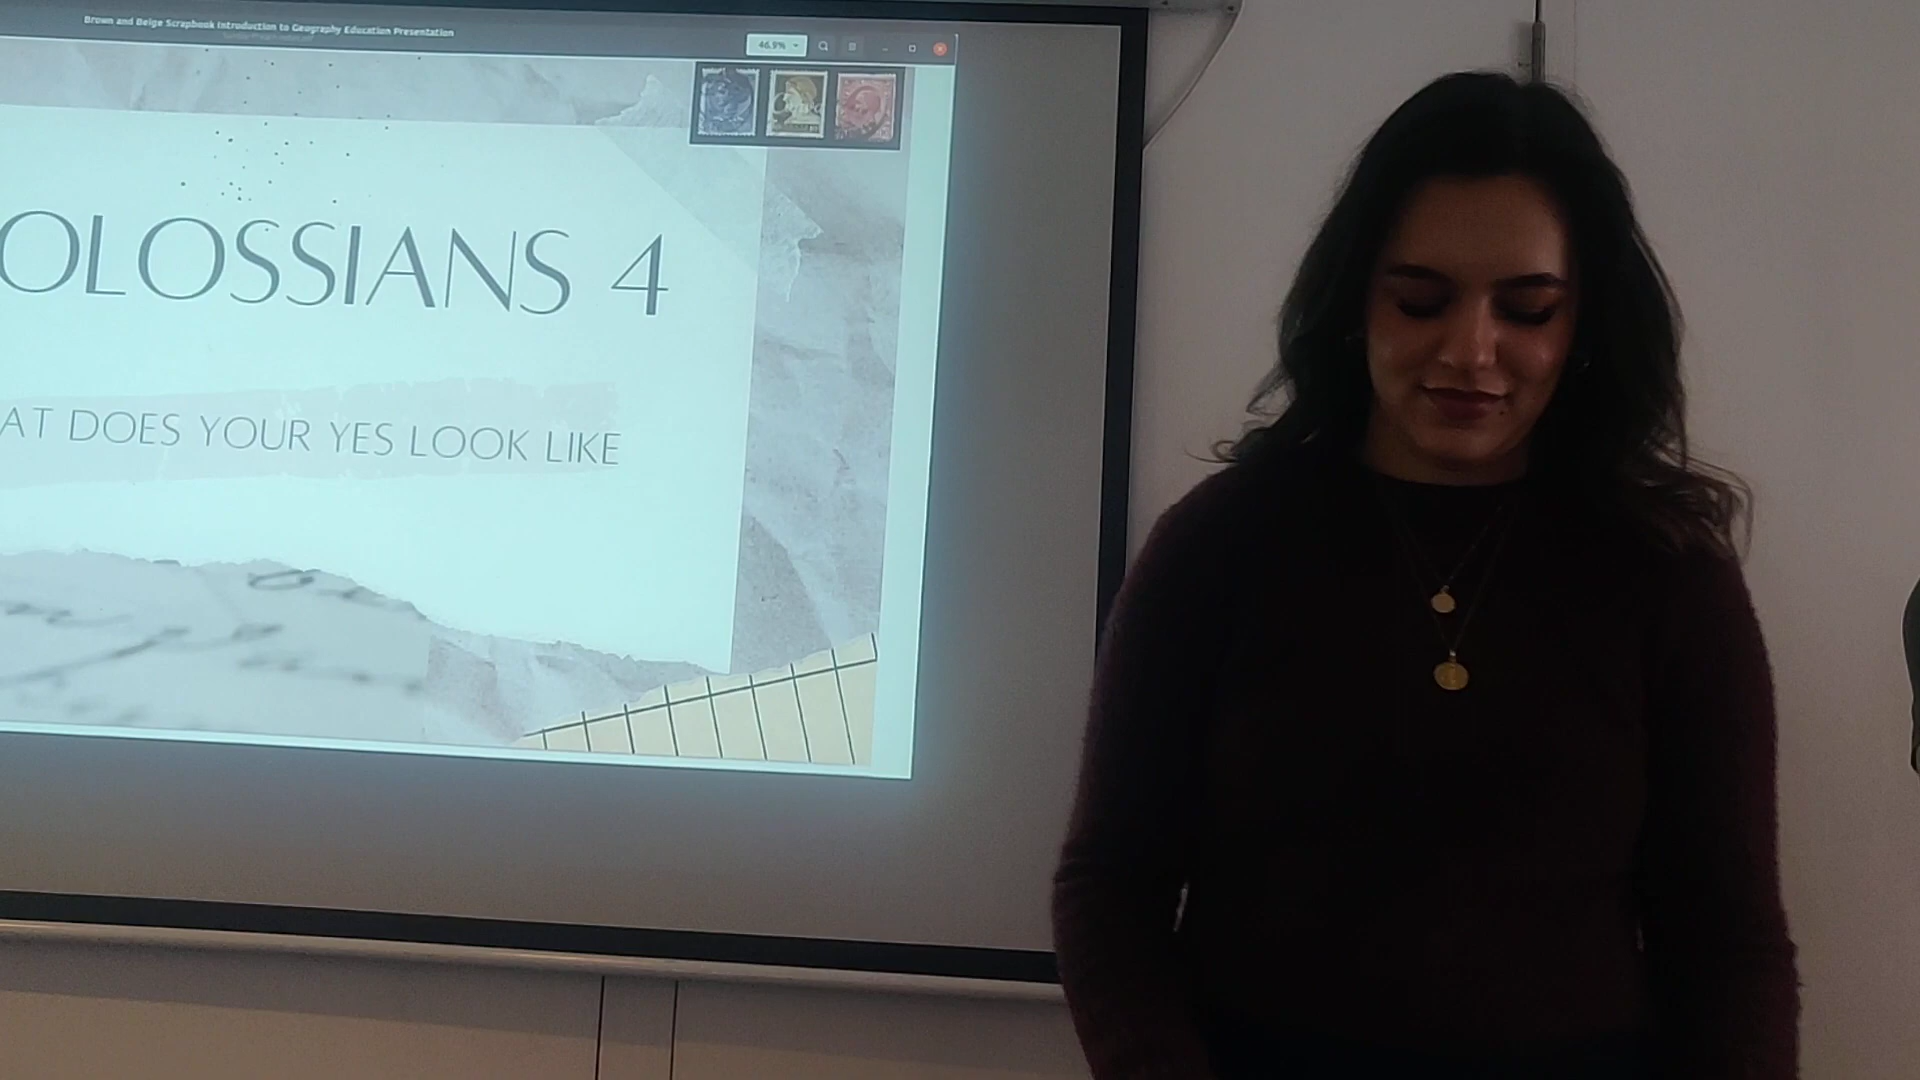 Brown and Beige Scrapbook Introduction to Geography Education Presentation
46.9%
Canva
OLOSSIANS 4
AT DOES YOUR YES LOOK LIKE